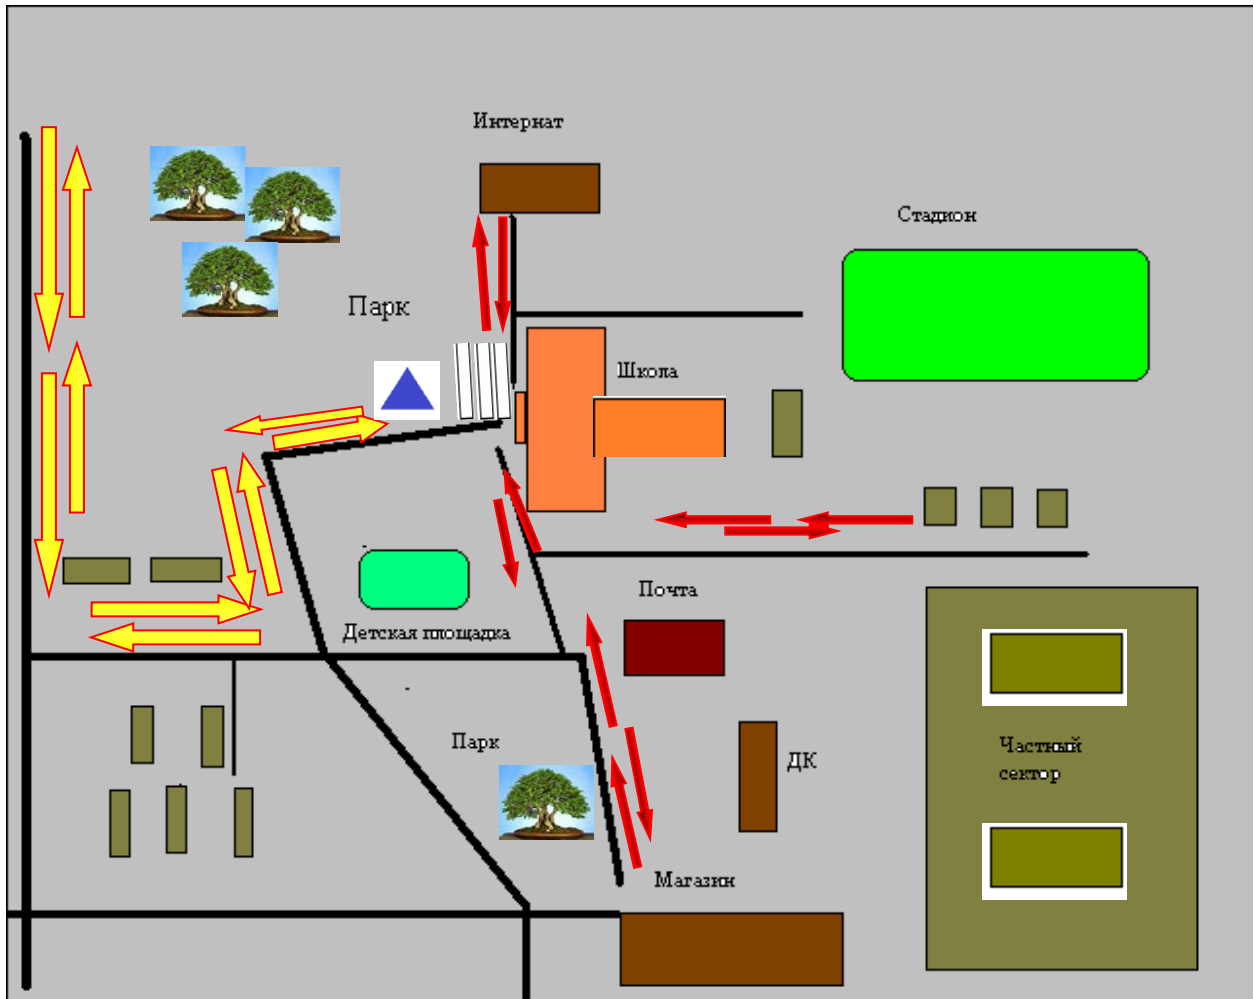 Интернат
Стадион
Парк
Школа
Почта
Детская площадка
Парк
ДК
Частный
сектор
Магазин